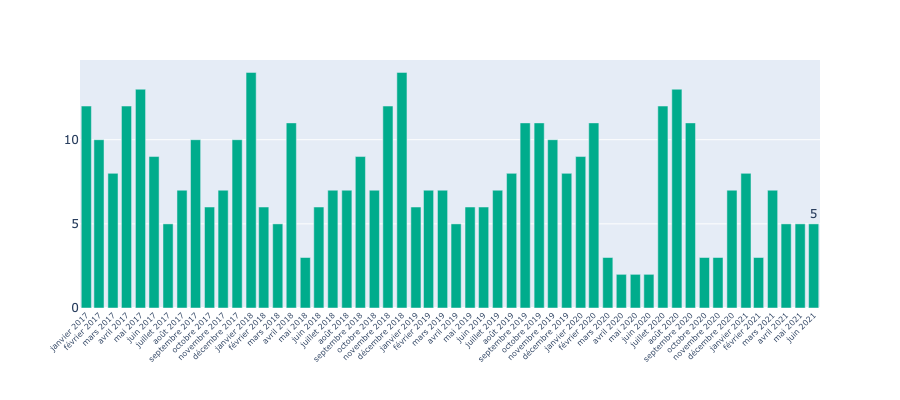 10
5
0
5
janvier 2017
février 2017
mars 2017
avril 2017
mai 2017
juin 2017
juillet 2017
août 2017
septembre 2017
octobre 2017
novembre 2017
décembre 2017
janvier 2018
février 2018
mars 2018
avril 2018
mai 2018
juin 2018
juillet 2018
août 2018
septembre 2018
octobre 2018
novembre 2018
décembre 2018
janvier 2019
février 2019
mars 2019
avril 2019
mai 2019
juin 2019
juillet 2019
août 2019
septembre 2019
octobre 2019
novembre 2019
décembre 2019
janvier 2020
février 2020
mars 2020
avril 2020
mai 2020
juin 2020
juillet 2020
août 2020
septembre 2020
octobre 2020
novembre 2020
décembre 2020
janvier 2021
février 2021
mars 2021
avril 2021
mai 2021
juin 2021